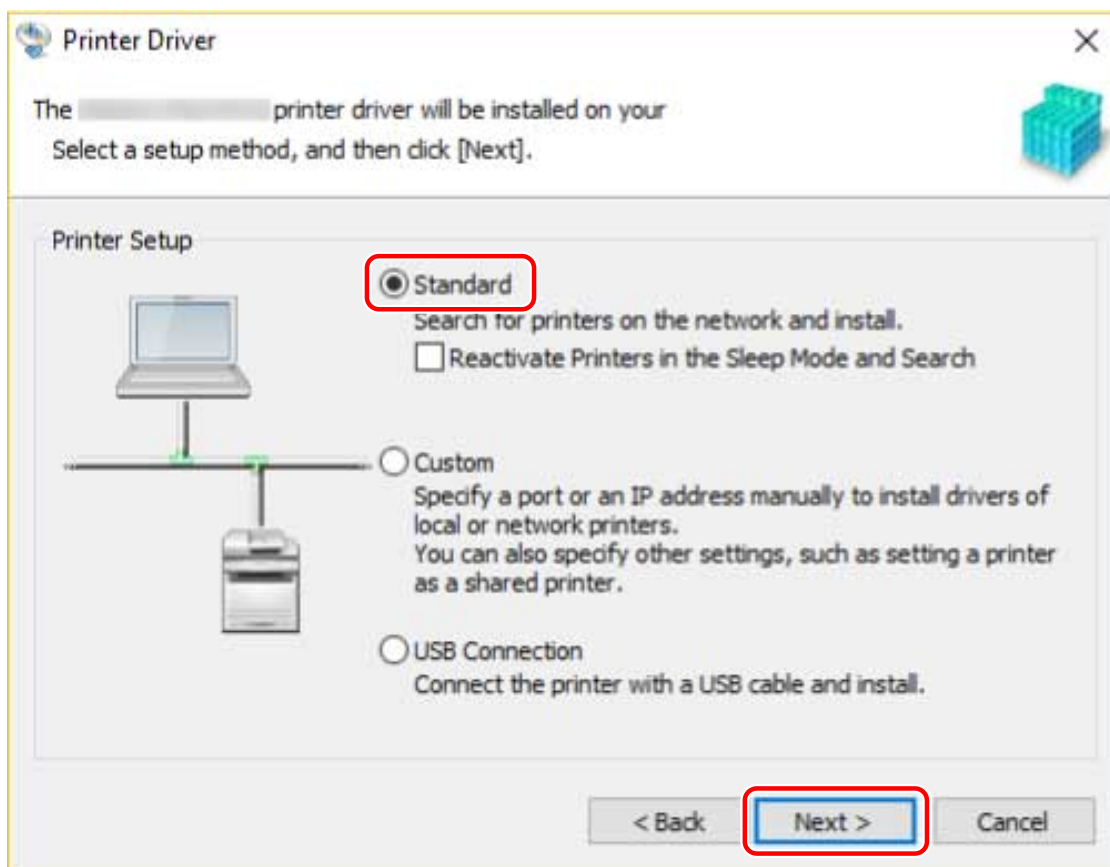 Printer Driver
The printer driver will be installed on your
Select a setup method, and then click [Next].
Printer Setup
Standard
Search for printers on the network and install.
Reactivate Printers in the Sleep Mode and Search
Custom
Specify a port or an IP address manually to install drivers of
local or network printers.
You can also specify other settings, such as setting a printer
as a shared printer.
USB Connection
Connect the printer with a USB cable and install.
< Back Next > Cancel